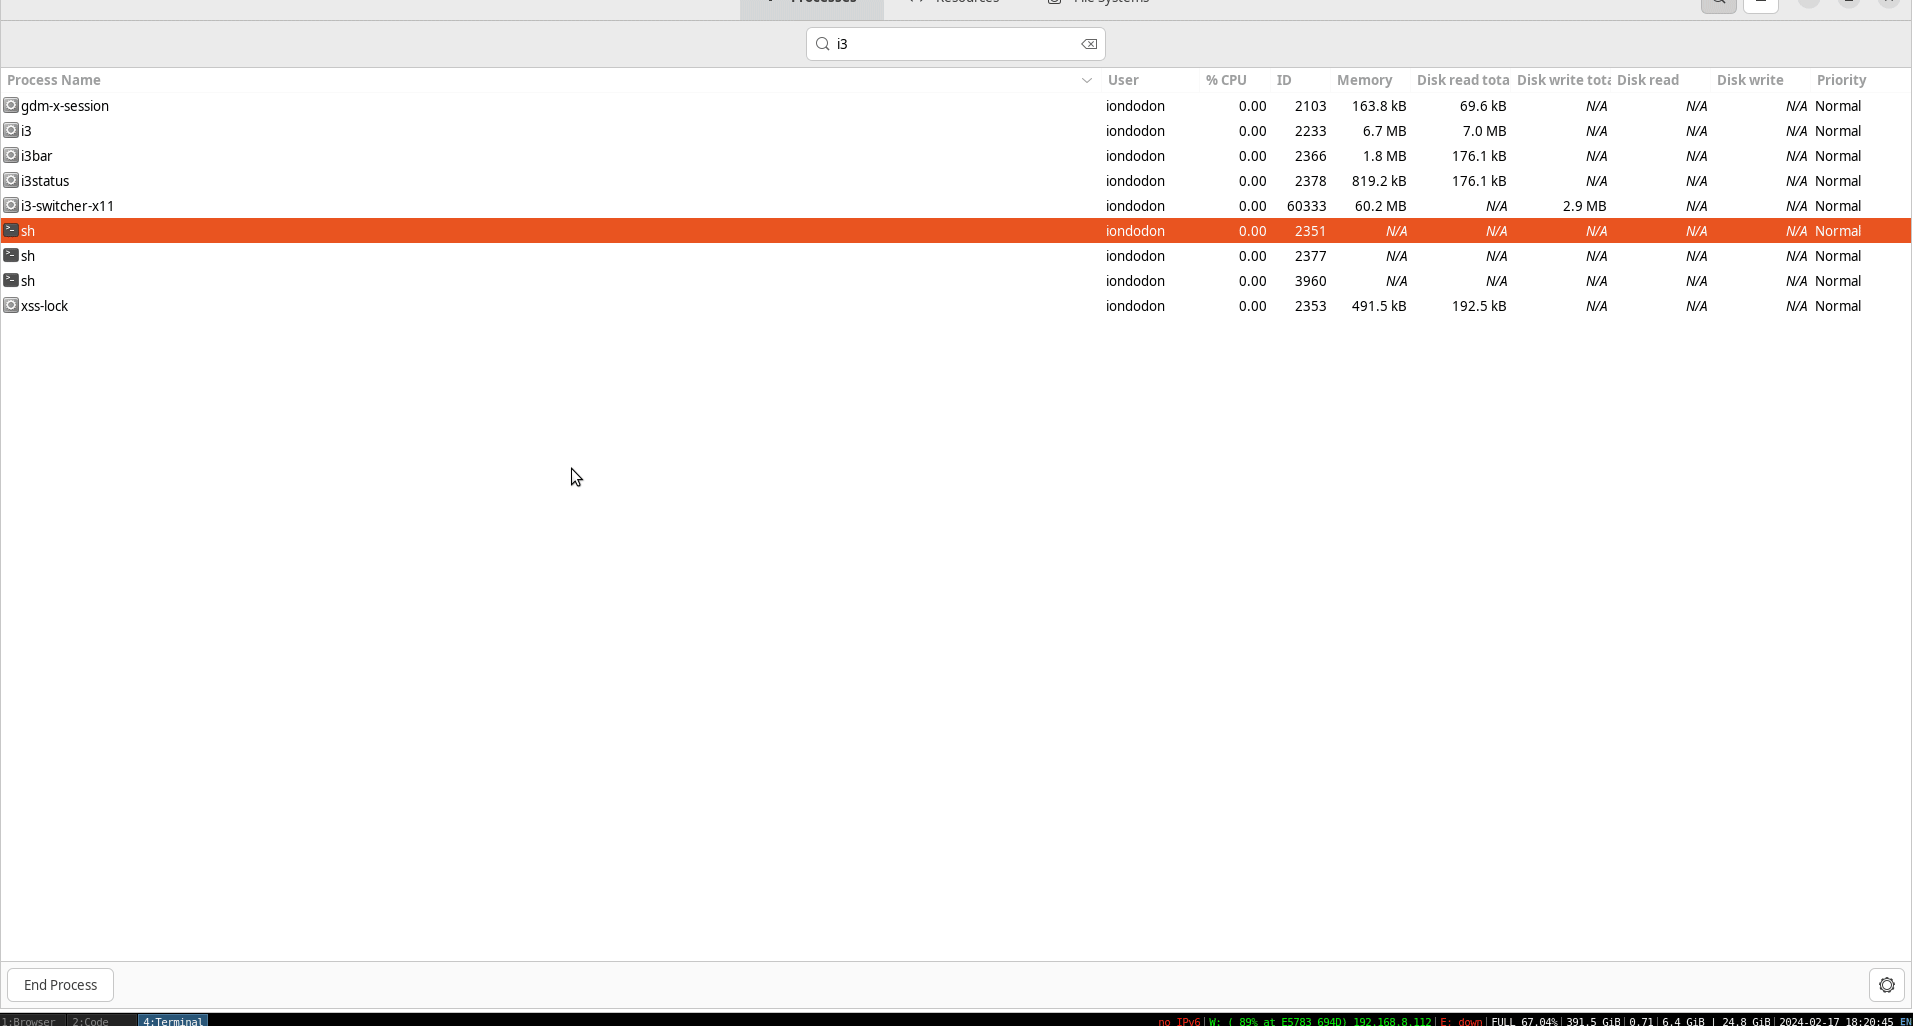 Processes Resources File Systems
i3
Process Name User % CPU ID Memory Disk read tota Disk write tota Disk read Disk write Priority
gdm-x-session iondodon 0.00 2103 163.8 kB 69.6 kB N/A N/A N/A Normal
i3 iondodon 0.00 2233 6.7 MB 7.0 MB N/A N/A N/A Normal
i3bar iondodon 0.00 2366 1.8 MB 176.1 kB N/A N/A N/A Normal
i3status iondodon 0.00 2378 819.2 kB 176.1 kB N/A N/A N/A Normal
i3-switcher-x11 iondodon 0.00 60333 60.2 MB N/A 2.9 MB N/A N/A Normal
sh iondodon 0.00 2351 N/A N/A N/A N/A N/A Normal
sh iondodon 0.00 2377 N/A N/A N/A N/A N/A Normal
sh iondodon 0.00 3960 N/A N/A N/A N/A N/A Normal
xss-lock iondodon 0.00 2353 491.5 kB 192.5 kB N/A N/A N/A Normal
End Process
1:Browser 2:Code 4:Terminal no IPv6|W: ( 89% at E5783_694D) 192.168.8.112|E: down|FULL 67.04%|391.5 GiB|0.71|6.4 GiB | 24.8 GiB|2024-02-17 18:20:45 EN